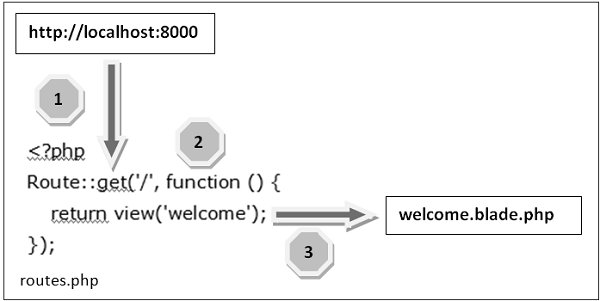 http://localhost:8000
1
2
<?php
Route::get('/', function () {
return view('welcome');
welcome.blade.php
3
});
routes.php